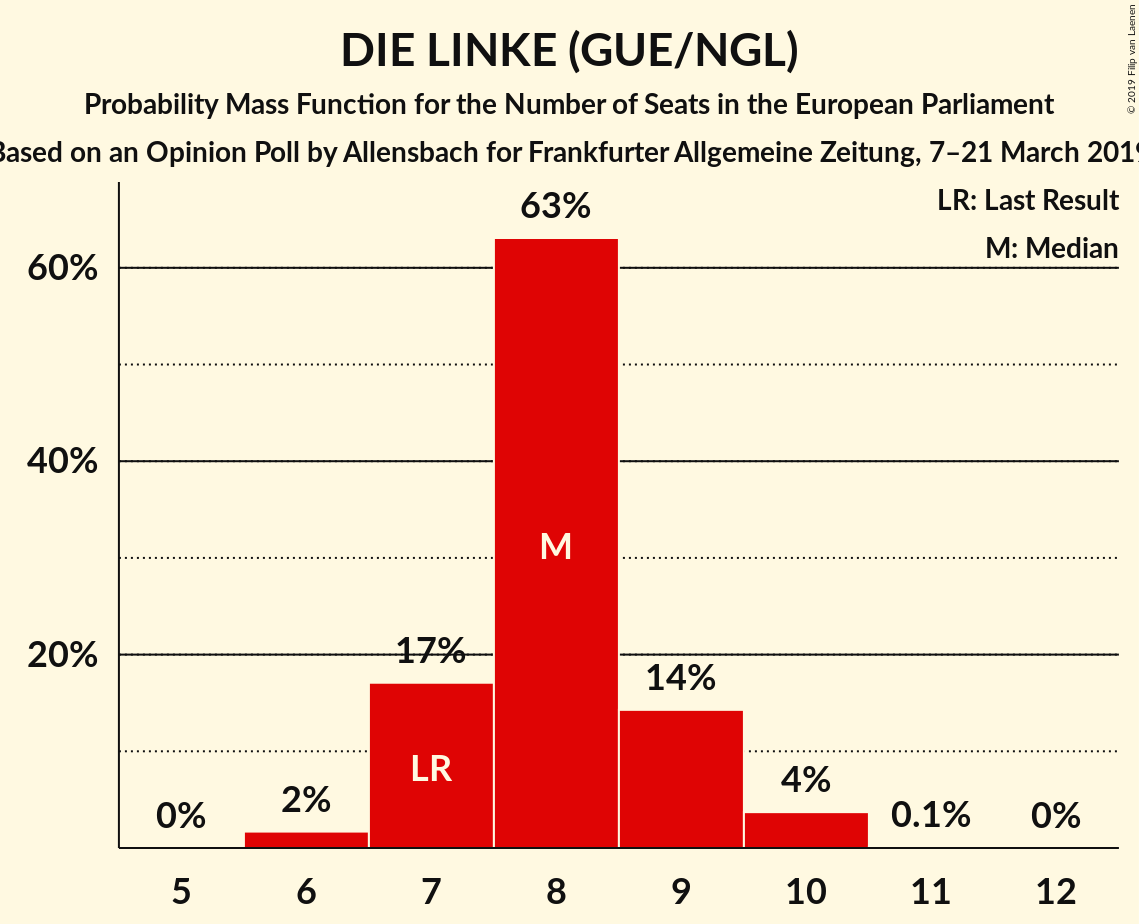 DIE LINKE (GUE/NGL)
Probability Mass Function for the Number of Seats in the European Parliament
Based on an Opinion Poll by Allensbach for Frankfurter Allgemeine Zeitung, 7–21 March 2019
© 2019 Filip van Laenen
LR: Last Result
M: Median
60%
40%
20%
0%
2%
17%
63%
14%
4%
0.1%
0%
LR
M
5 6 7 8 9 10 11 12